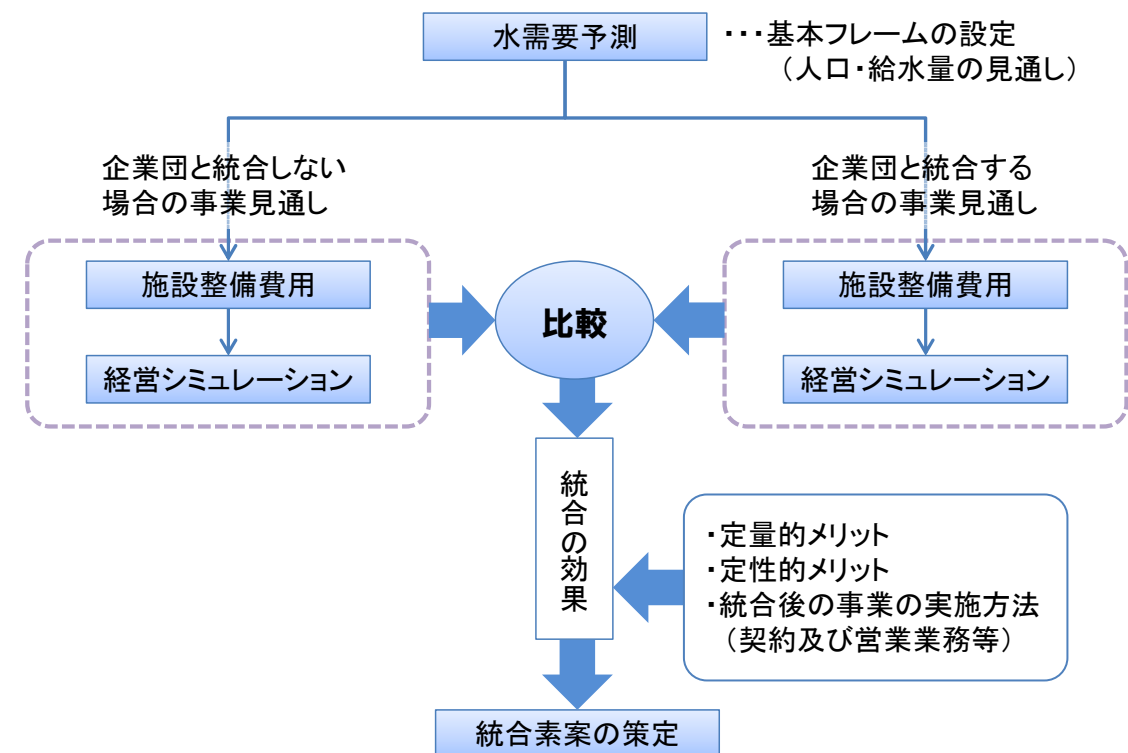 水需要予測
・・・基本フレームの設定
（人口・給水量の見通し）
企業団と統合しない
場合の事業見通し
企業団と統合する
場合の事業見通し
施設整備費用
経営シミュレーション
比較
施設整備費用
経営シミュレーション
統合の効果
・定量的メリット
・定性的メリット
・統合後の事業の実施方法
（契約及び営業業務等）
統合素案の策定